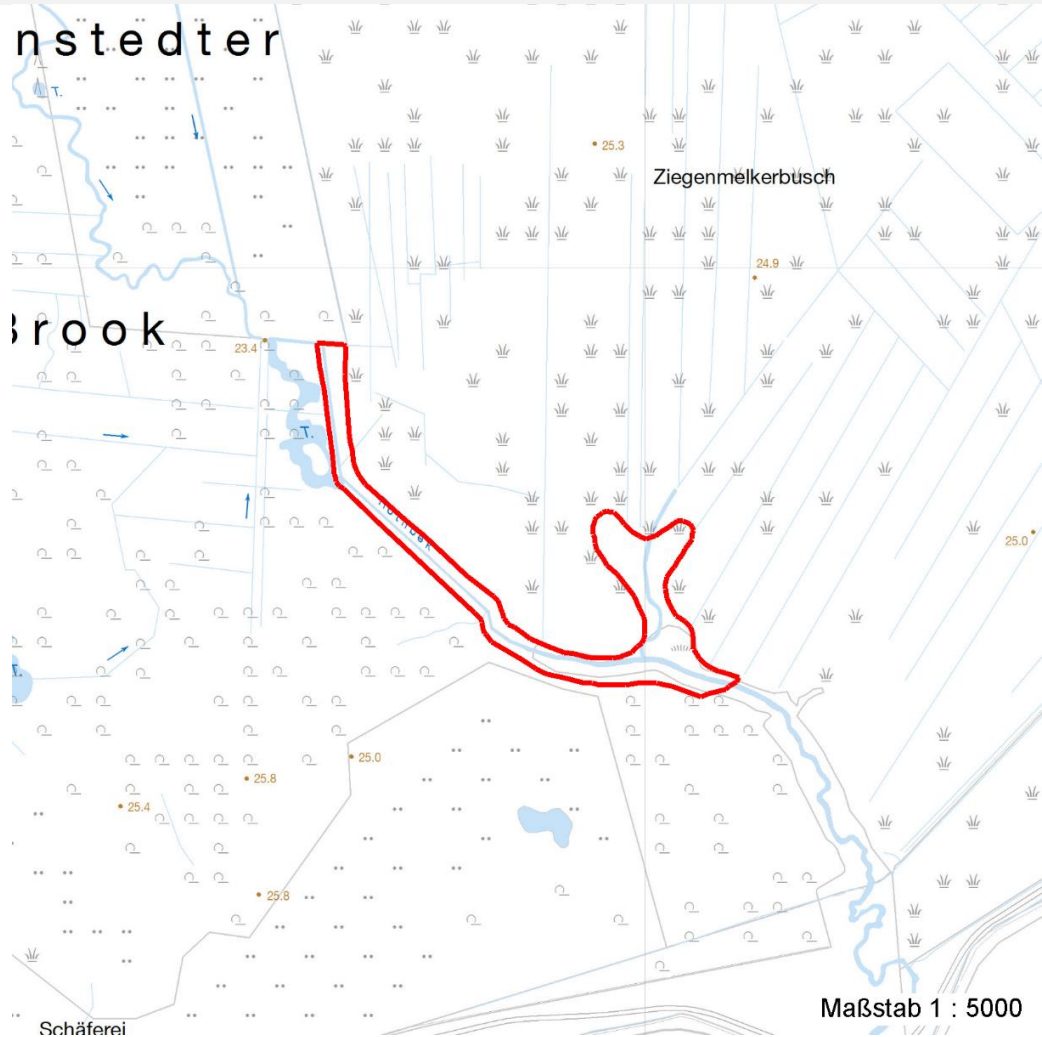 nstedter
T.
25.3
Ziegenmelkerbusch
24.9
Brook
23.4
T.
25.0
T.
25.0
25.8
25.4
25.8
Maßstab 1 : 5000
Schäferei